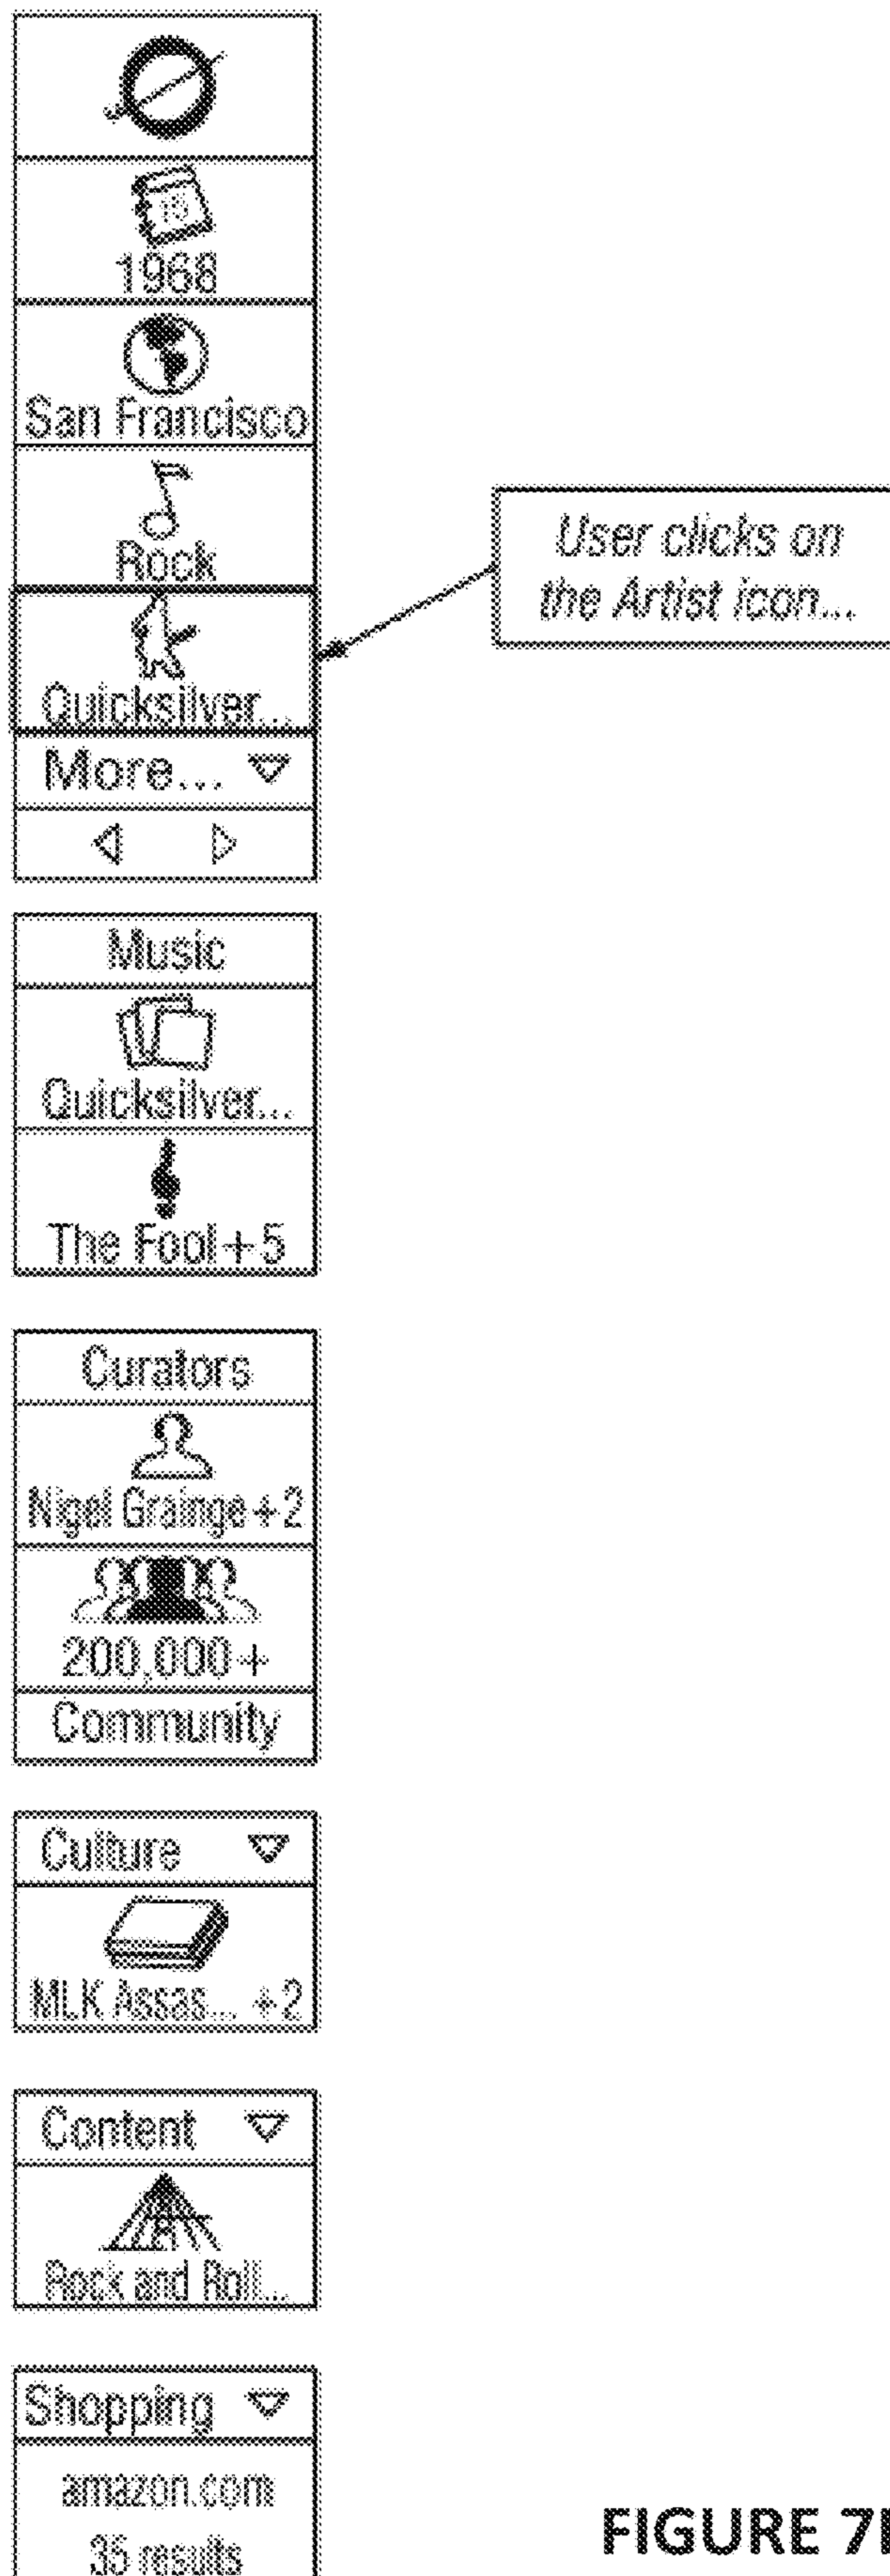 15
1968
San Francisco
Rock
User clicks on
the Artist icon...
Quicksilver...
More...
Music
Quicksilver...
The Fool+5
Curators
Nigel Grainge+2
200,000+
Community
Culture
MLK Assas... +2
Content
Rock and Roll...
Shopping
amazon.com
35 results
FIGURE